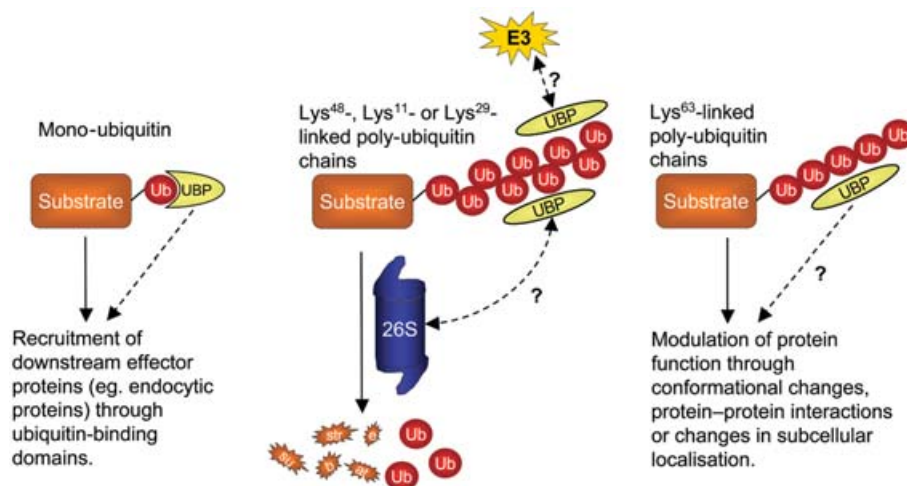 Mono-ubiquitin
Substrate
Ub
UBP
Recruitment of
downstream effector
proteins (eg. endocytic
proteins) through
ubiquitin-binding
domains.
E3
?
Lys48-, Lys11- or Lys29-
linked poly-ubiquitin
chains
UBP
Substrate
Ub
Ub
Ub
Ub
Ub
Ub
Ub
Ub
Ub
UBP
26S
?
su
b
str
at
e
Ub
Ub
Ub
Lys63-linked
poly-ubiquitin
chains
Substrate
Ub
Ub
Ub
Ub
Ub
UBP
?
Modulation of protein
function through
conformational changes,
protein–protein interactions
or changes in subcellular
localisation.